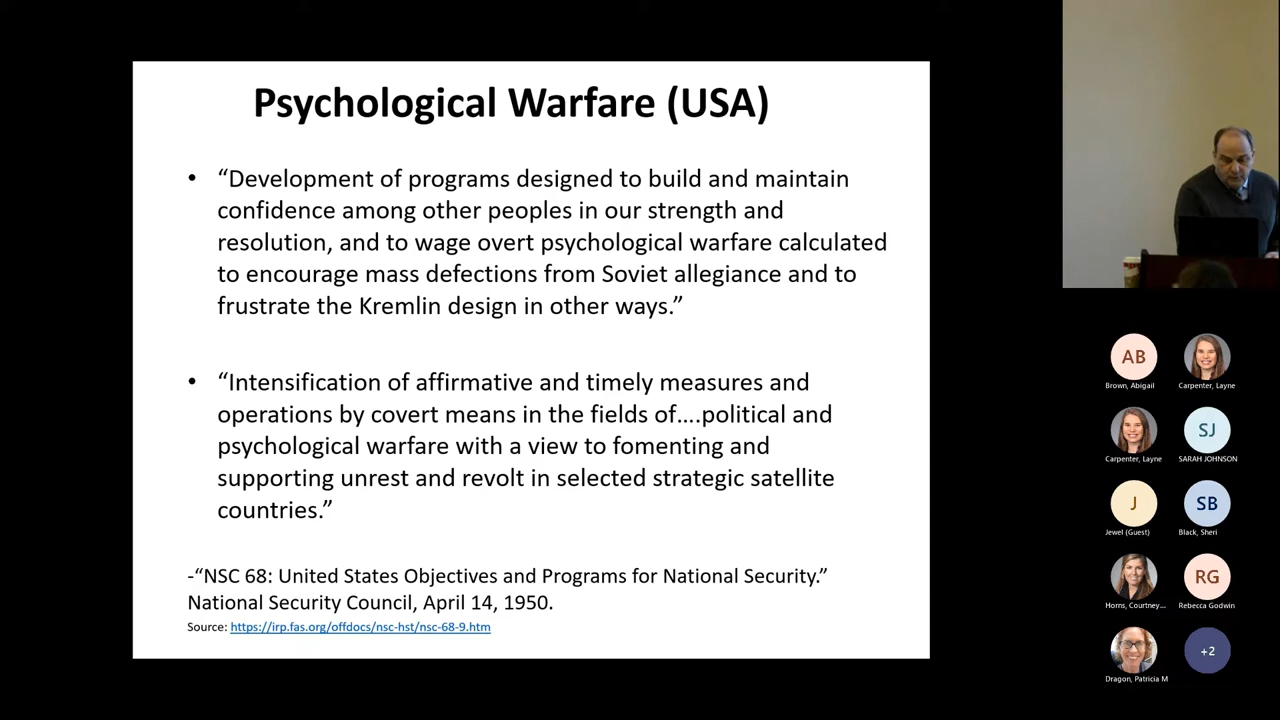 Psychological Warfare (USA)
• “Development of programs designed to build and maintain
confidence among other peoples in our strength and
resolution, and to wage overt psychological warfare calculated
to encourage mass defections from Soviet allegiance and to
frustrate the Kremlin design in other ways.”
• “Intensification of affirmative and timely measures and
operations by covert means in the fields of….political and
psychological warfare with a view to fomenting and
supporting unrest and revolt in selected strategic satellite
countries.”
-“NSC 68: United States Objectives and Programs for National Security.”
National Security Council, April 14, 1950.
Source: https://irp.fas.org/offdocs/nsc-hst/nsc-68-9.htm
AB
Brown, Abigail
Carpenter, Layne
Carpenter, Layne
SJ
SARAH JOHNSON
J
Jewel (Guest)
SB
Black, Sheri
Horns, Courtney...
RG
Rebecca Godwin
Dragon, Patricia M
+2